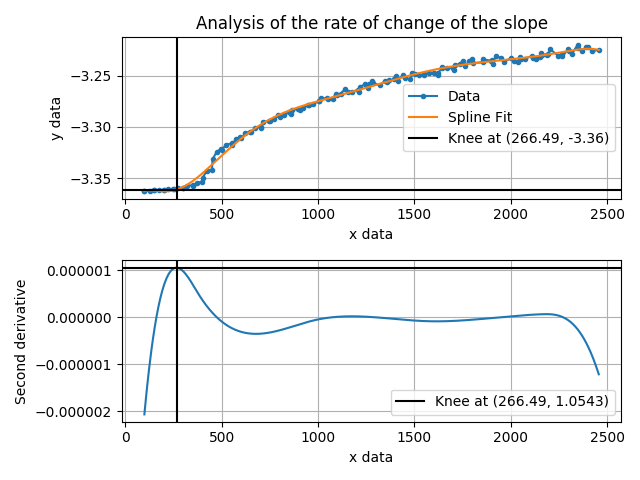 Analysis of the rate of change of the slope
y data
−3.25
−3.30
−3.35
Data
Spline Fit
Knee at (266.49, -3.36)
0 500 1000 1500 2000 2500
x data
Second derivative
0.000001
0.000000
−0.000001
−0.000002
Knee at (266.49, 1.0543)
0 500 1000 1500 2000 2500
x data